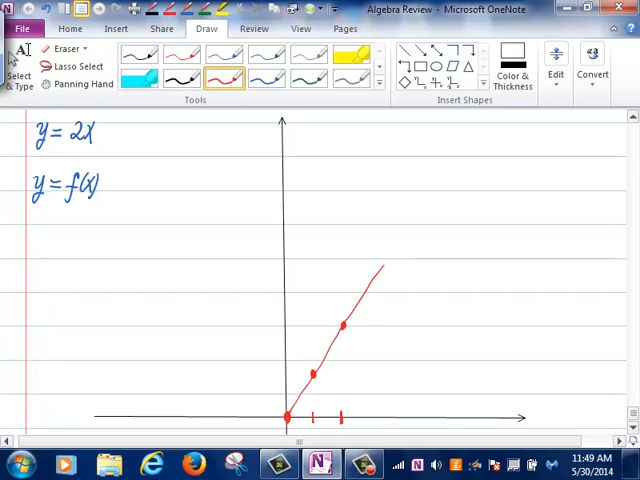 Algebra Review - Microsoft OneNote
File Home Insert Share Draw Review View Pages
Select & Type
Eraser
Lasso Select
Panning Hand
Color & Thickness
Edit
Convert
Tools
Insert Shapes
y = 2x
y = f(x)
11:49 AM
5/30/2014